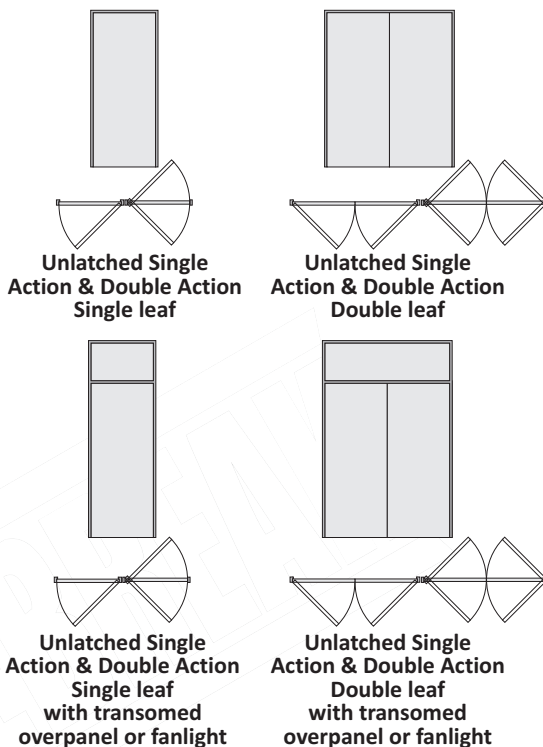 Unlatched Single
Action & Double Action
Single leaf
Unlatched Single
Action & Double Action
Double leaf
Unlatched Single
Action & Double Action
Single leaf
with transomed
overpanel or fanlight
Unlatched Single
Action & Double Action
Double leaf
with transomed
overpanel or fanlight